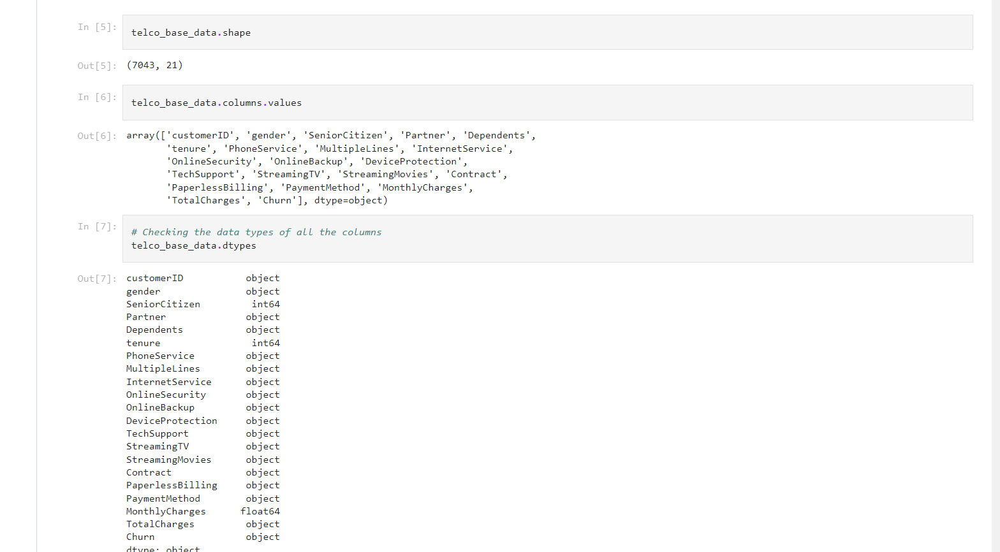 In [5]: telco_base_data.shape
Out[5]: (7043, 21)
In [6]: telco_base_data.columns.values
Out[6]: array(['customerID', 'gender', 'SeniorCitizen', 'Partner', 'Dependents',
'tenure', 'PhoneService', 'MultipleLines', 'InternetService',
'OnlineSecurity', 'OnlineBackup', 'DeviceProtection',
'TechSupport', 'StreamingTV', 'StreamingMovies', 'Contract',
'PaperlessBilling', 'PaymentMethod', 'MonthlyCharges',
'TotalCharges', 'Churn'], dtype=object)
In [7]: # Checking the data types of all the columns
telco_base_data.dtypes
Out[7]: customerID object
gender object
SeniorCitizen int64
Partner object
Dependents object
tenure int64
PhoneService object
MultipleLines object
InternetService object
OnlineSecurity object
OnlineBackup object
DeviceProtection object
TechSupport object
StreamingTV object
StreamingMovies object
Contract object
PaperlessBilling object
PaymentMethod object
MonthlyCharges float64
TotalCharges object
Churn object
dtype: object